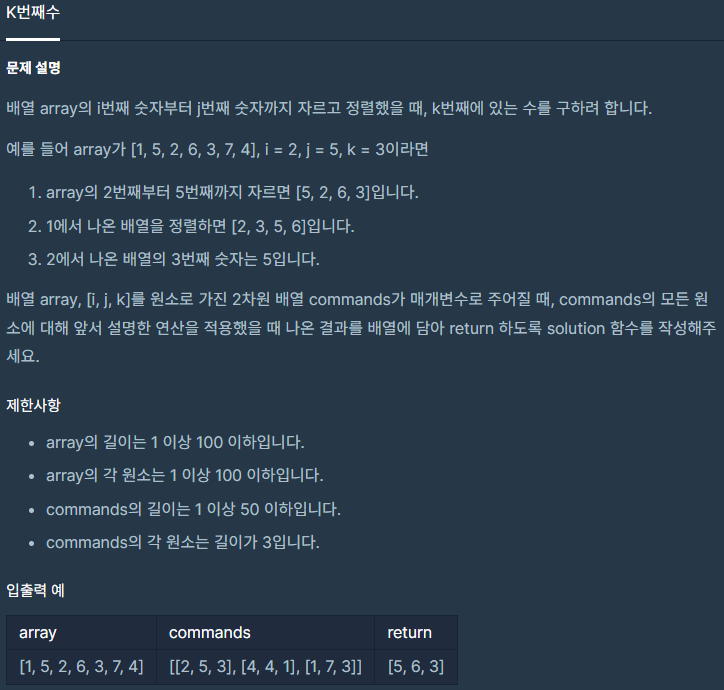 K번째수
문제 설명
배열 array의 i번째 숫자부터 j번째 숫자까지 자르고 정렬했을 때, k번째에 있는 수를 구하려 합니다.
예를 들어 array가 [1, 5, 2, 6, 3, 7, 4], i = 2, j = 5, k = 3이라면
1. array의 2번째부터 5번째까지 자르면 [5, 2, 6, 3]입니다.
2. 1에서 나온 배열을 정렬하면 [2, 3, 5, 6]입니다.
3. 2에서 나온 배열의 3번째 숫자는 5입니다.
배열 array, [i, j, k]를 원소로 가진 2차원 배열 commands가 매개변수로 주어질 때, commands의 모든 원
소에 대해 앞서 설명한 연산을 적용했을 때 나온 결과를 배열에 담아 return 하도록 solution 함수를 작성해주
세요.
제한사항
• array의 길이는 1 이상 100 이하입니다.
• array의 각 원소는 1 이상 100 이하입니다.
• commands의 길이는 1 이상 50 이하입니다.
• commands의 각 원소는 길이가 3입니다.
입출력 예
array commands return
[1, 5, 2, 6, 3, 7, 4] [[2, 5, 3], [4, 4, 1], [1, 7, 3]] [5, 6, 3]